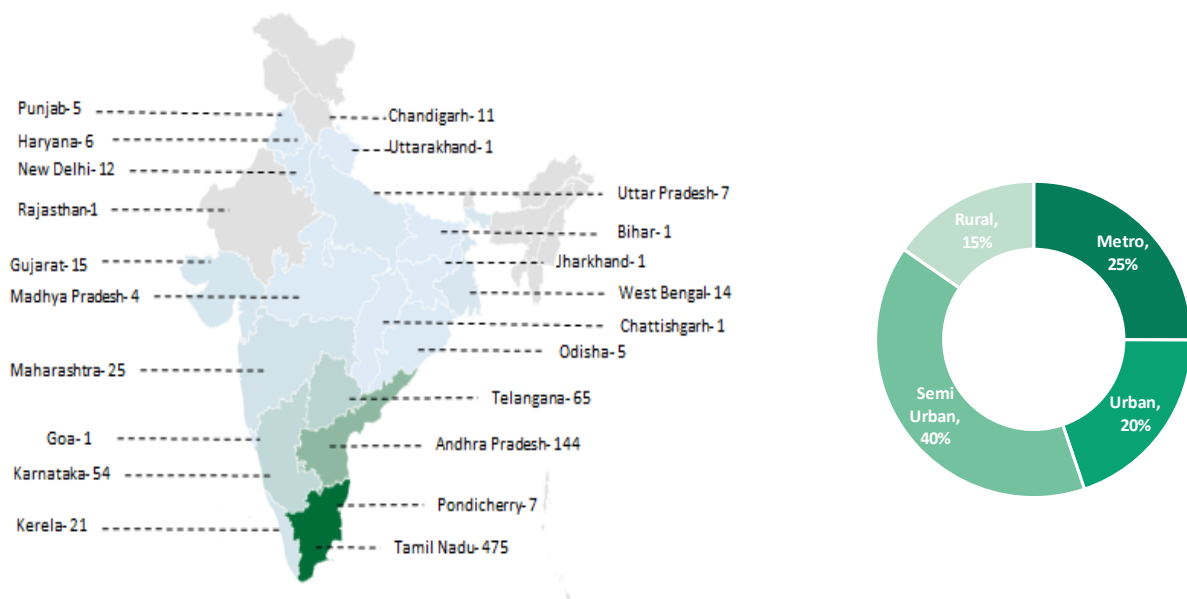 Punjab- 5
Haryana- 6
New Delhi- 12
Rajasthan-1
Gujarat- 15
Madhya Pradesh- 4
Maharashtra- 25
Goa- 1
Karnataka- 54
Kerela- 21
Chandigarh- 11
Uttarakhand- 1
Uttar Pradesh- 7
Bihar- 1
Jharkhand- 1
West Bengal- 14
Chattishgarh- 1
Odisha- 5
Telangana- 65
Andhra Pradesh- 144
Pondicherry- 7
Tamil Nadu- 475
Rural,
15%
Metro,
25%
Semi
Urban,
40%
Urban,
20%